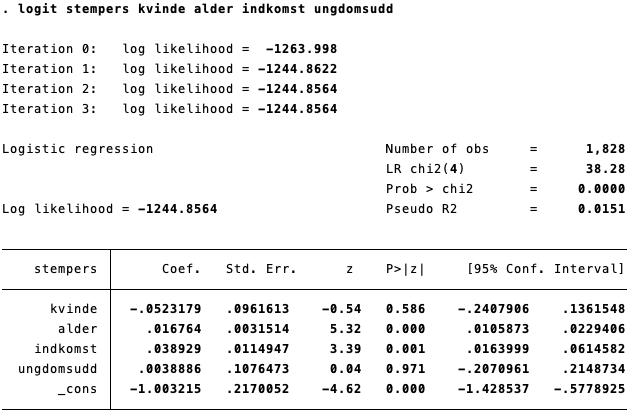 . logit stempers kvinde alder indkomst ungdomsudd
Iteration 0:   log likelihood =  -1263.998
Iteration 1:   log likelihood = -1244.8622
Iteration 2:   log likelihood = -1244.8564
Iteration 3:   log likelihood = -1244.8564
Logistic regression                             Number of obs     =      1,828
                                                LR chi2(4)        =      38.28
                                                Prob > chi2       =     0.0000
Log likelihood = -1244.8564                     Pseudo R2         =     0.0151
    stempers |      Coef.   Std. Err.      z    P>|z|     [95% Conf. Interval]
      kvinde |  -.0523179   .0961613    -0.54   0.586    -.2407906    .1361548
       alder |    .016764   .0031514     5.32   0.000     .0105873    .0229406
    indkomst |    .038929   .0114947     3.39   0.001     .0163999    .0614582
  ungdomsudd |   .0038886   .1076473     0.04   0.971    -.2070961    .2148734
       _cons |  -1.003215   .2170052    -4.62   0.000    -1.428537   -.5778925